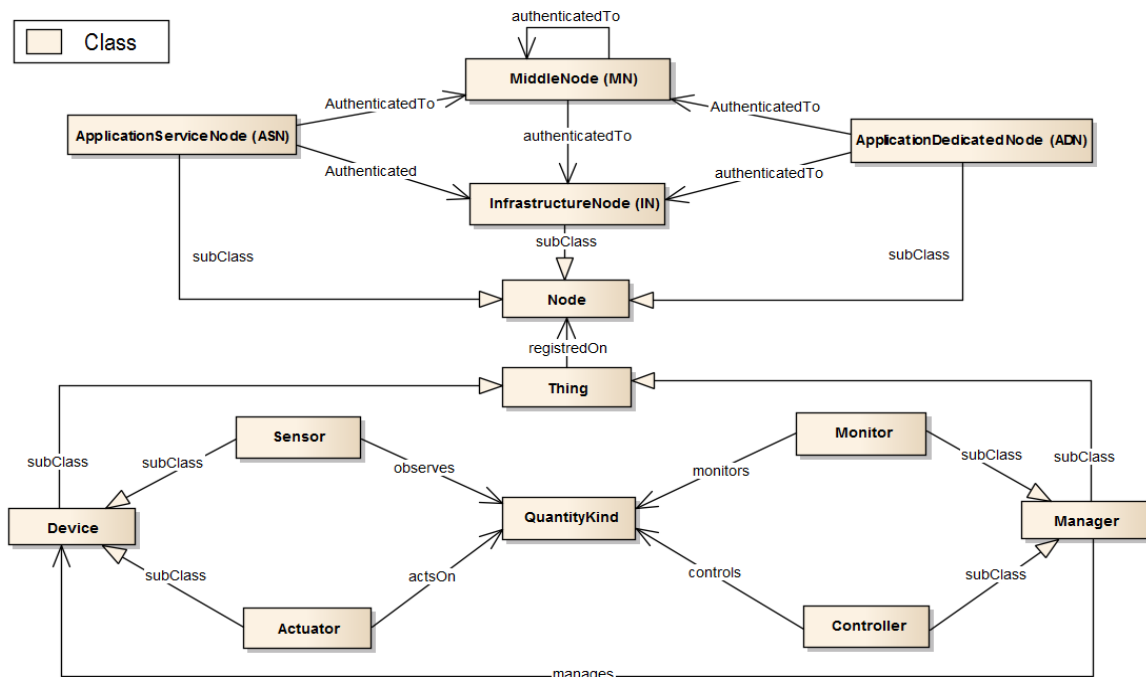 Class
authenticatedTo
MiddleNode (MN)
AuthenticatedTo
AuthenticatedTo
ApplicationServiceNode (ASN)
authenticatedTo
ApplicationDedicatedNode (ADN)
Authenticated
authenticatedTo
InfrastructureNode (IN)
subClass
subClass
subClass
Node
registredOn
Thing
Sensor
Monitor
subClass
subClass
observes
monitors
subClass
subClass
Device
QuantityKind
Manager
subClass
actsOn
controls
subClass
Actuator
Controller
manages